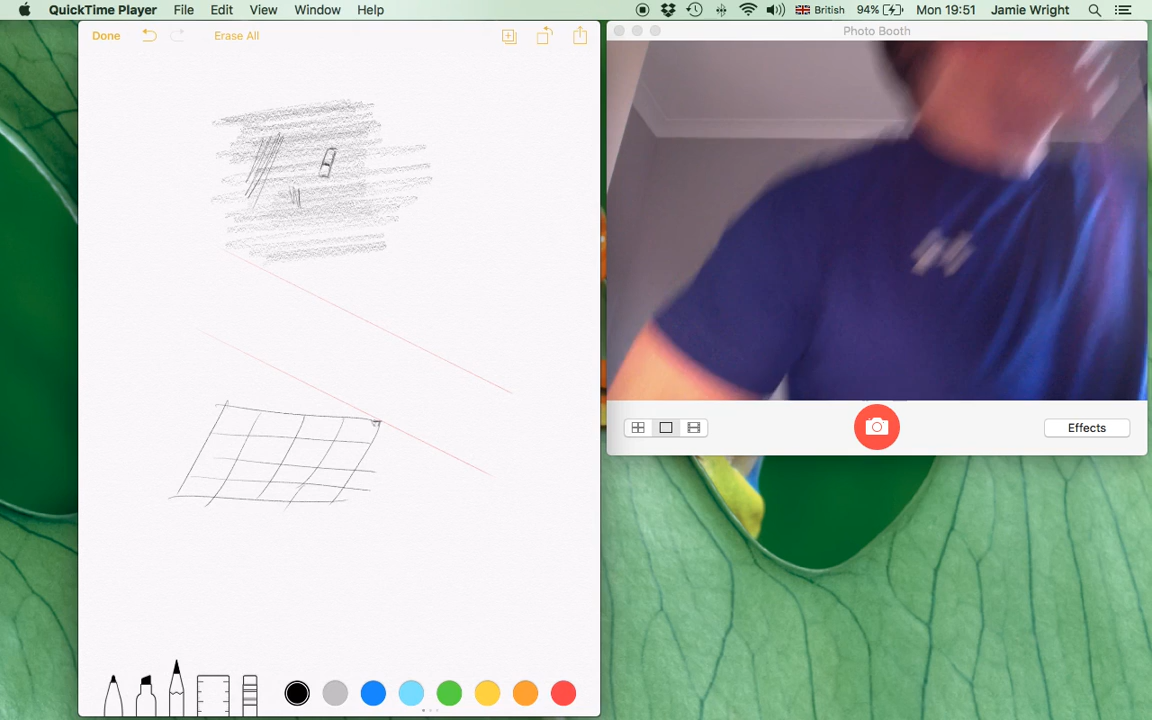 QuickTime Player File Edit View Window Help British 94% Mon 19:51 Jamie Wright
Done Erase All
Photo Booth
Effects